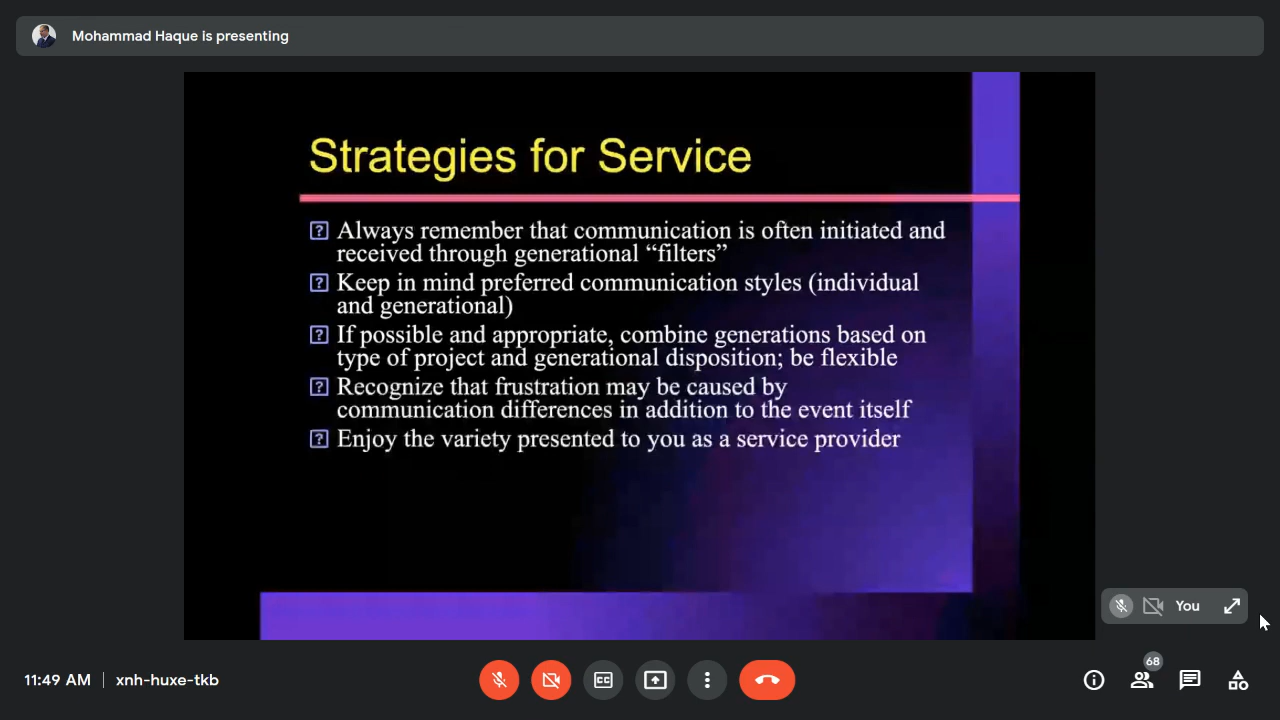 Mohammad Haque is presenting
Strategies for Service
Always remember that communication is often initiated and
received through generational “filters”
Keep in mind preferred communication styles (individual
and generational)
If possible and appropriate, combine generations based on
type of project and generational disposition; be flexible
Recognize that frustration may be caused by
communication differences in addition to the event itself
Enjoy the variety presented to you as a service provider
You
68
11:49 AM | xnh-huxe-tkb
CC